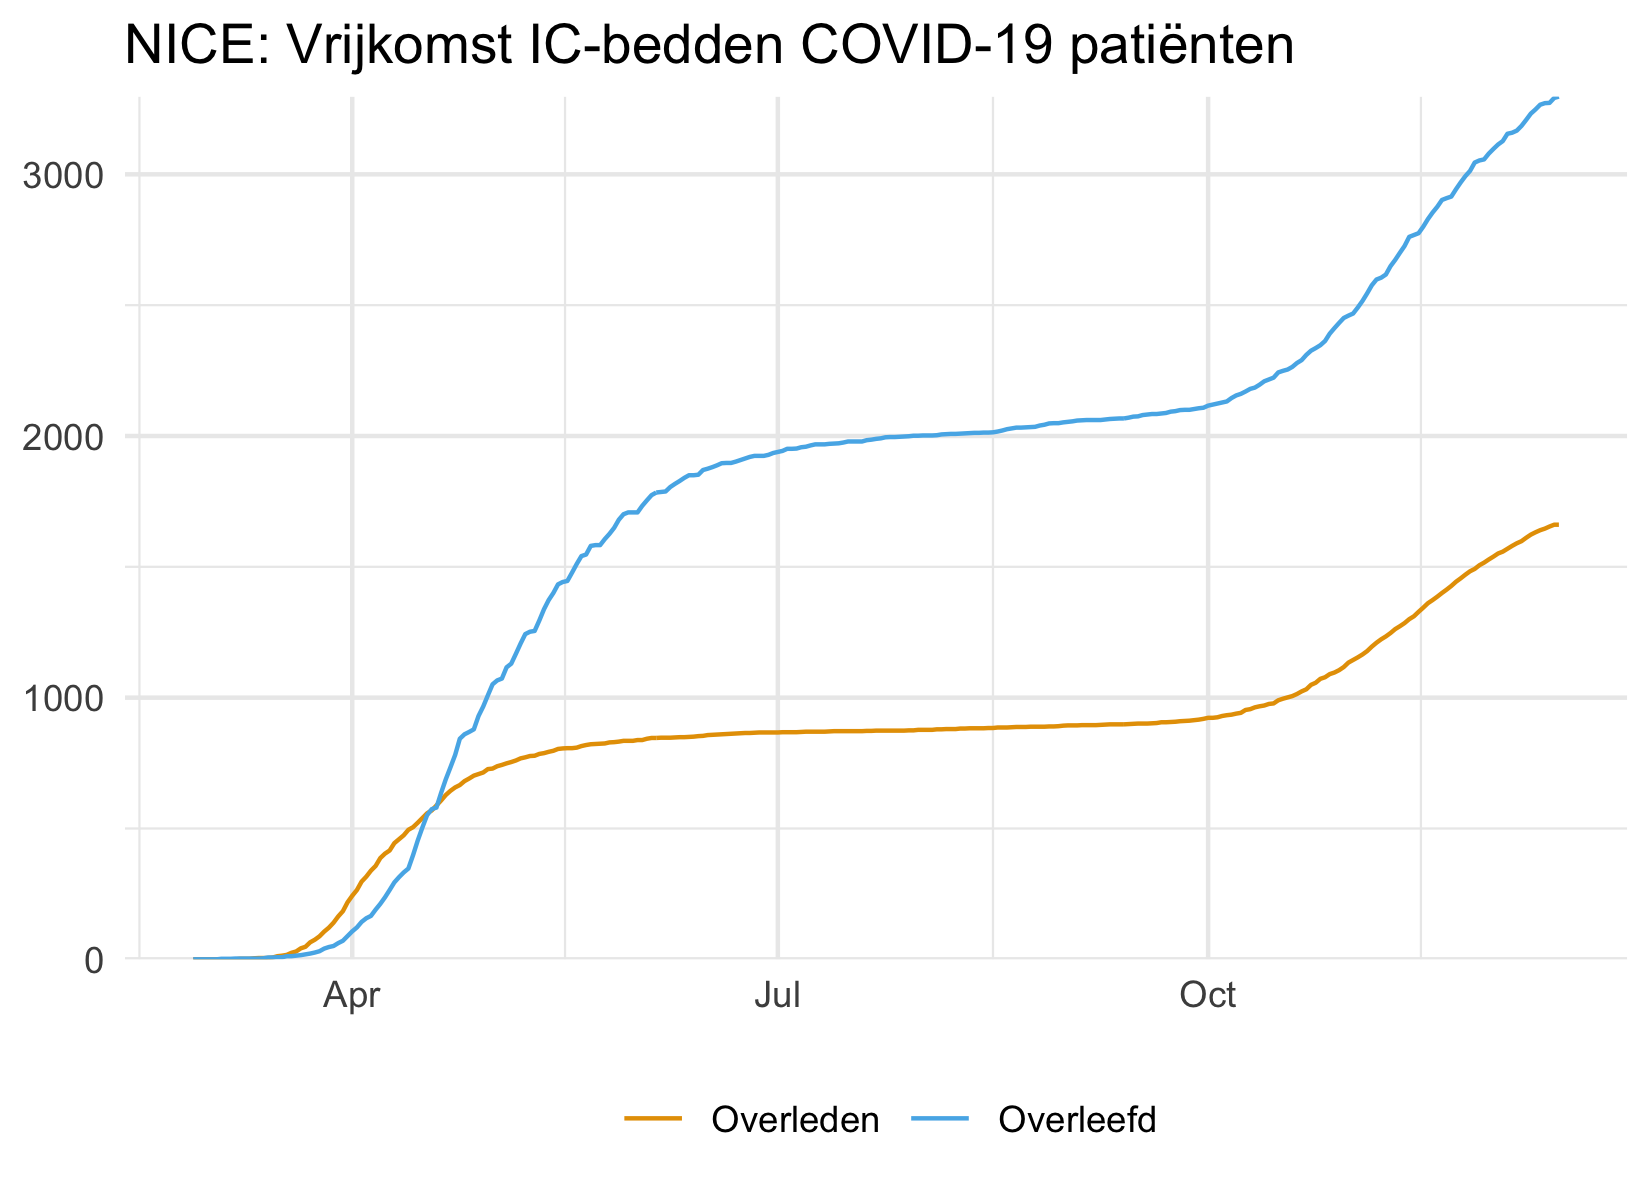 NICE: Vrijkomst IC-bedden COVID-19 patiënten
3000
2000
1000
0
Apr Jul Oct
Overleden Overleefd